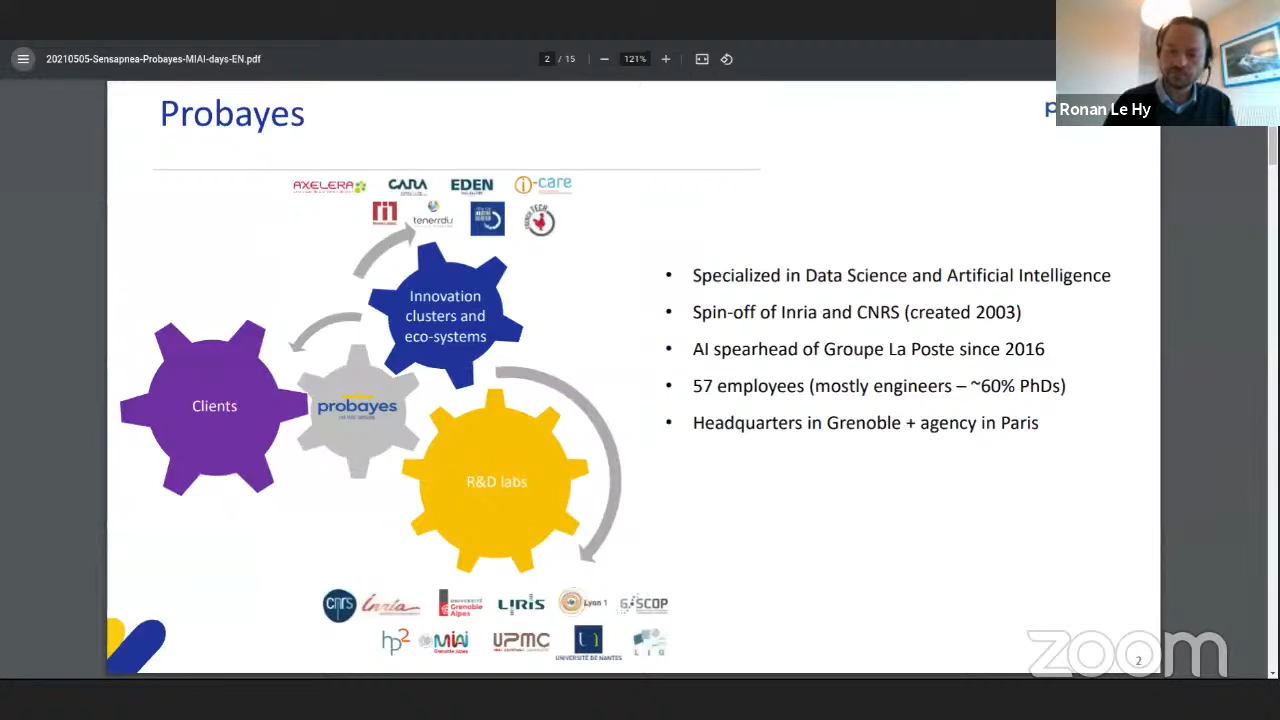 20210505-Sensapnea-Probayes-MIAI-days-EN.pdf
2 / 15
121%
Ronan Le Hy
Probayes
AXELERA
CARA
EDEN
i-care
tenerrdis
FRENCH TECH
Innovation
clusters and
eco-systems
Clients
probayes
R&D labs
• Specialized in Data Science and Artificial Intelligence
• Spin-off of Inria and CNRS (created 2003)
• AI spearhead of Groupe La Poste since 2016
• 57 employees (mostly engineers – ~60% PhDs)
• Headquarters in Grenoble + agency in Paris
cnrs
Inria
Grenoble
Alpes
LIRIS
Lyon 1
G-SCOP
hp2
MIAI
Grenoble Alpes
UPMC
UNIVERSITÉ DE NANTES
LIG
zoom
2